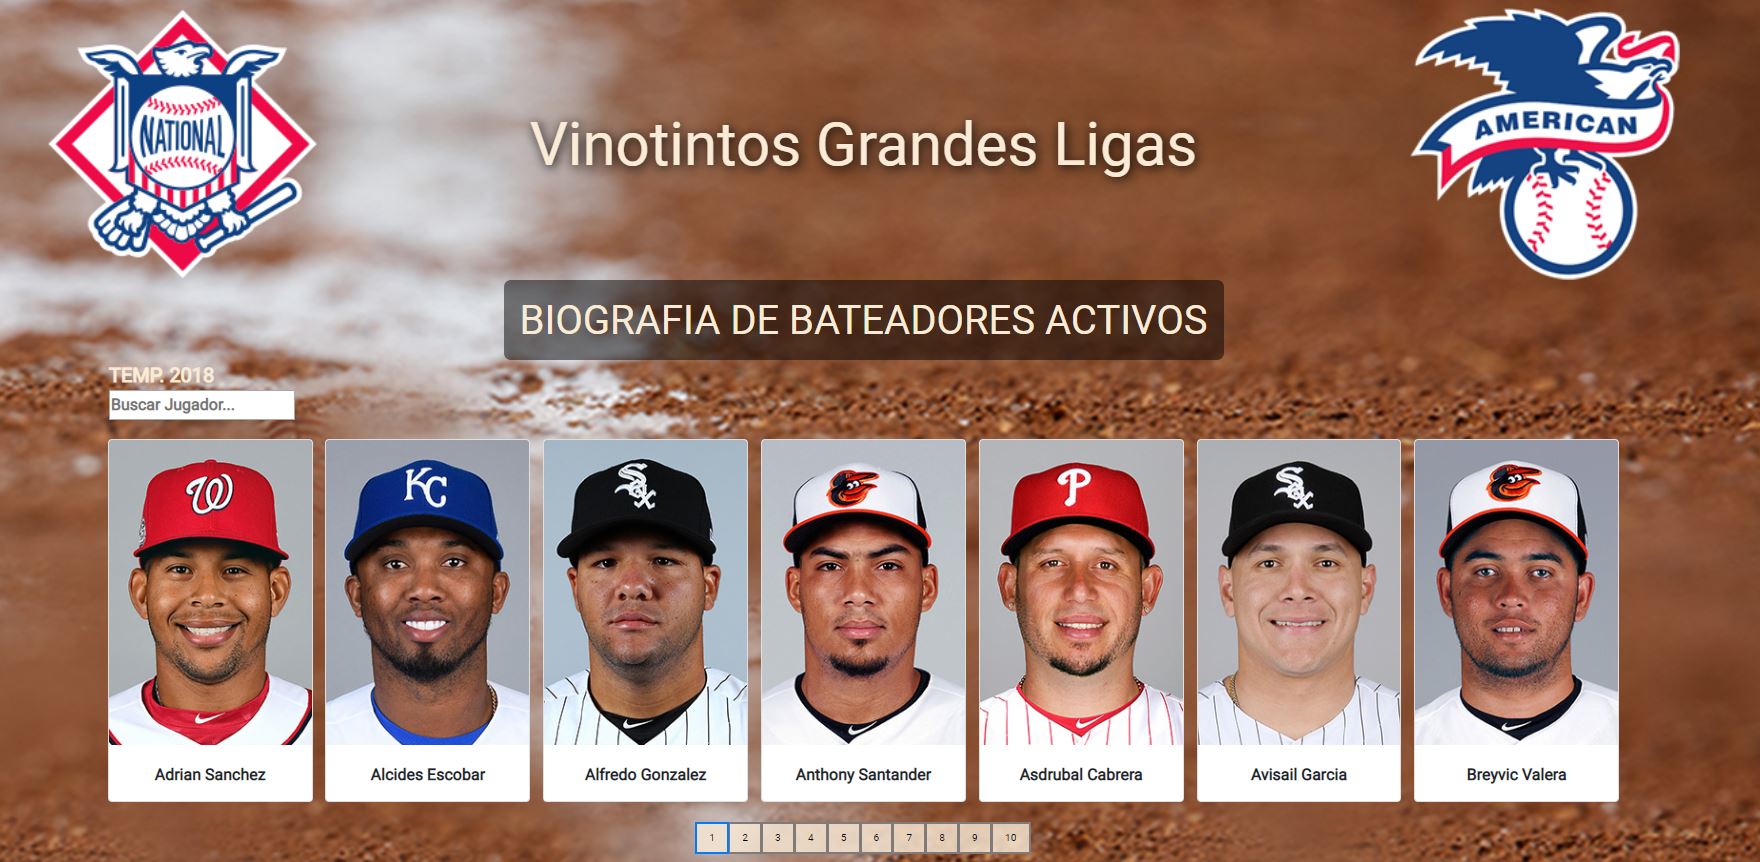 NATIONAL
AMERICAN
Vinotintos Grandes Ligas
BIOGRAFIA DE BATEADORES ACTIVOS
TEMP. 2018
Buscar Jugador...
W
KC
Sox
P
Sox
Adrian Sanchez
Alcides Escobar
Alfredo Gonzalez
Anthony Santander
Asdrubal Cabrera
Avisail Garcia
Breyvic Valera
1 2 3 4 5 6 7 8 9 10